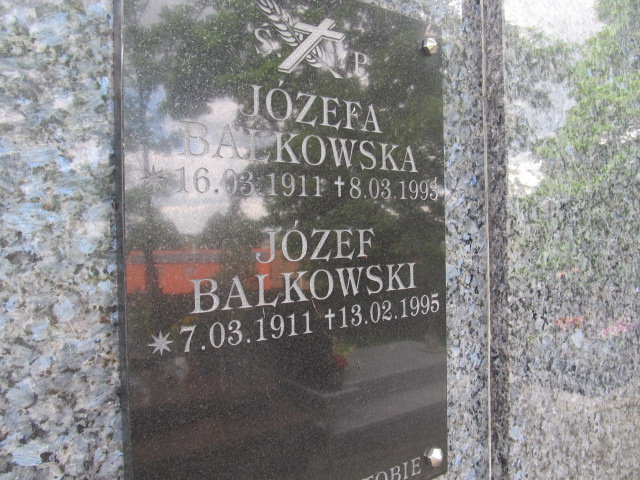 Ś P
JÓZEFA
BALKOWSKA
16.03.1911 † 8.03.1995
JÓZEF
BALKOWSKI
7.03.1911 † 13.02.1995
TOBIE